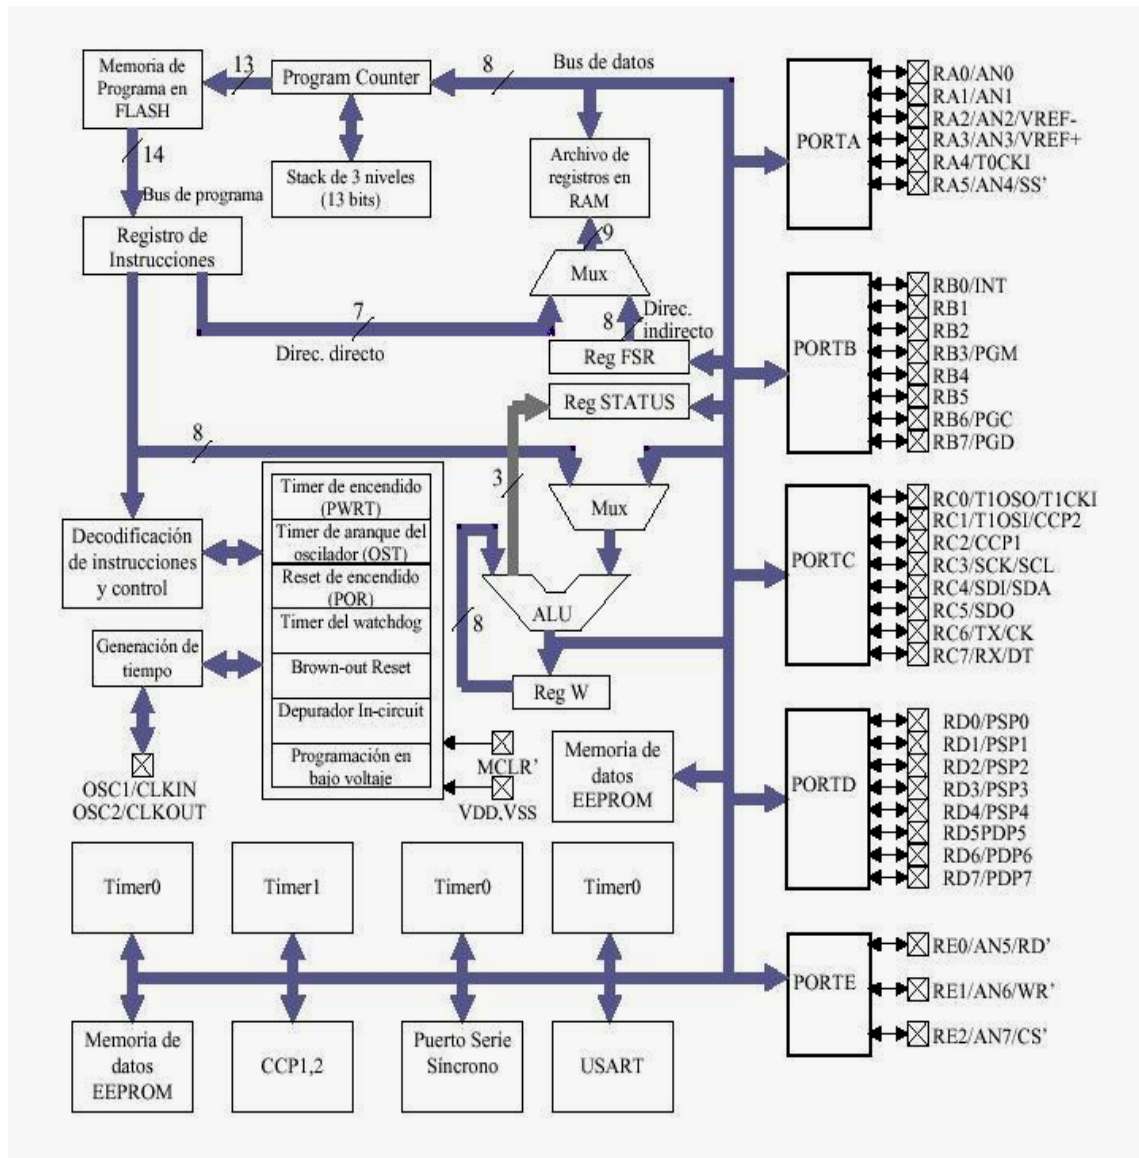 Memoria de
Programa en
FLASH
13
Program Counter
8
Bus de datos
14
Bus de programa
Stack de 3 niveles
(13 bits)
Archivo de
registros en
RAM
9
Mux
Registro de
Instrucciones
7
Direc. directo
8
Direc.
indirecto
Reg FSR
Reg STATUS
8
3
Mux
Timer de encendido
(PWRT)
Timer de aranque del
oscilador (OST)
Reset de encendido
(POR)
Timer del watchdog
Brown-out Reset
Depurador In-circuit
Programación en
bajo voltaje
Decodificación
de instrucciones
y control
Generación de
tiempo
OSC1/CLKIN
OSC2/CLKOUT
ALU
8
Reg W
MCLR’
VDD,VSS
Memoria de
datos
EEPROM
Timer0
Timer1
Timer0
Timer0
Memoria de
datos
EEPROM
CCP1,2
Puerto Serie
Síncrono
USART
PORTA
RA0/AN0
RA1/AN1
RA2/AN2/VREF-
RA3/AN3/VREF+
RA4/T0CKI
RA5/AN4/SS’
PORTB
RB0/INT
RB1
RB2
RB3/PGM
RB4
RB5
RB6/PGC
RB7/PGD
PORTC
RC0/T1OSO/T1CKI
RC1/T1OSI/CCP2
RC2/CCP1
RC3/SCK/SCL
RC4/SDI/SDA
RC5/SDO
RC6/TX/CK
RC7/RX/DT
PORTD
RD0/PSP0
RD1/PSP1
RD2/PSP2
RD3/PSP3
RD4/PSP4
RD5PDP5
RD6/PDP6
RD7/PDP7
PORTE
RE0/AN5/RD’
RE1/AN6/WR’
RE2/AN7/CS’